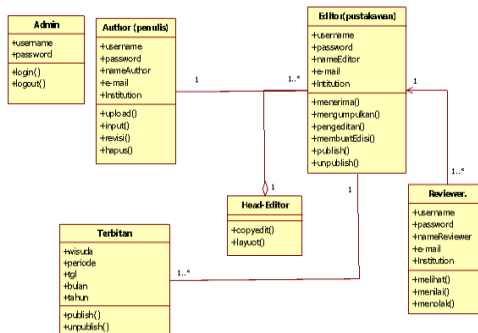 Admin
+username
+password
+login()
+logout()
Author (penulis)
+username
+password
+nameAuthor
+e-mail
+Institution
+upload()
+input()
+revisi()
+hapus()
Editor(pustakawan)
+username
+password
+nameEditor
+e-mail
+Intitution
+menerima()
+mengumpulkan()
+pengeditan()
+membuatEdisi()
+publish()
+unpublish()
1
1..*
1
1..*
1
1
1..*
Head-Editor
+copyedit()
+layuot()
Reviewer.
+username
+password
+nameReviewer
+e-mail
+Institution
+melihat()
+menilai()
+menolak()
Terbitan
+wisuda
+periode
+tgl
+bulan
+tahun
+publish()
+unpublish()